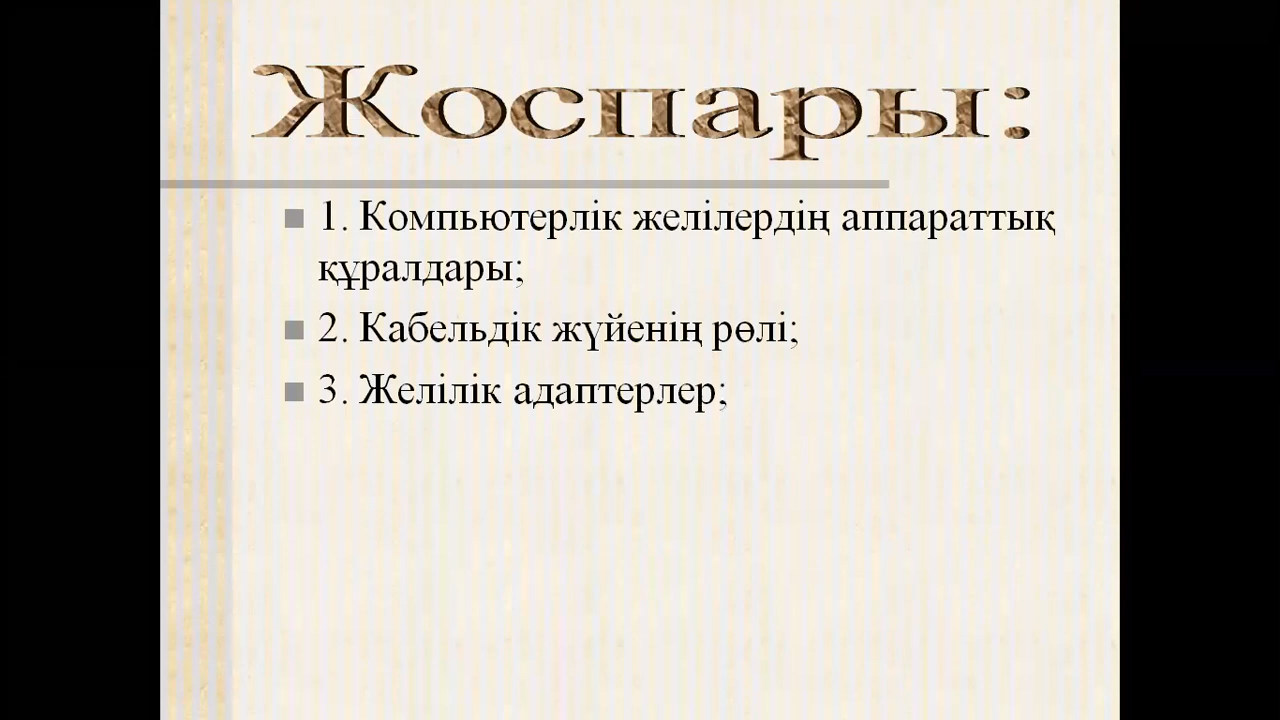 Жоспары:
1. Компьютерлік желілердің аппараттық
құралдары;
2. Кабельдік жүйенің рөлі;
3. Желілік адаптерлер;